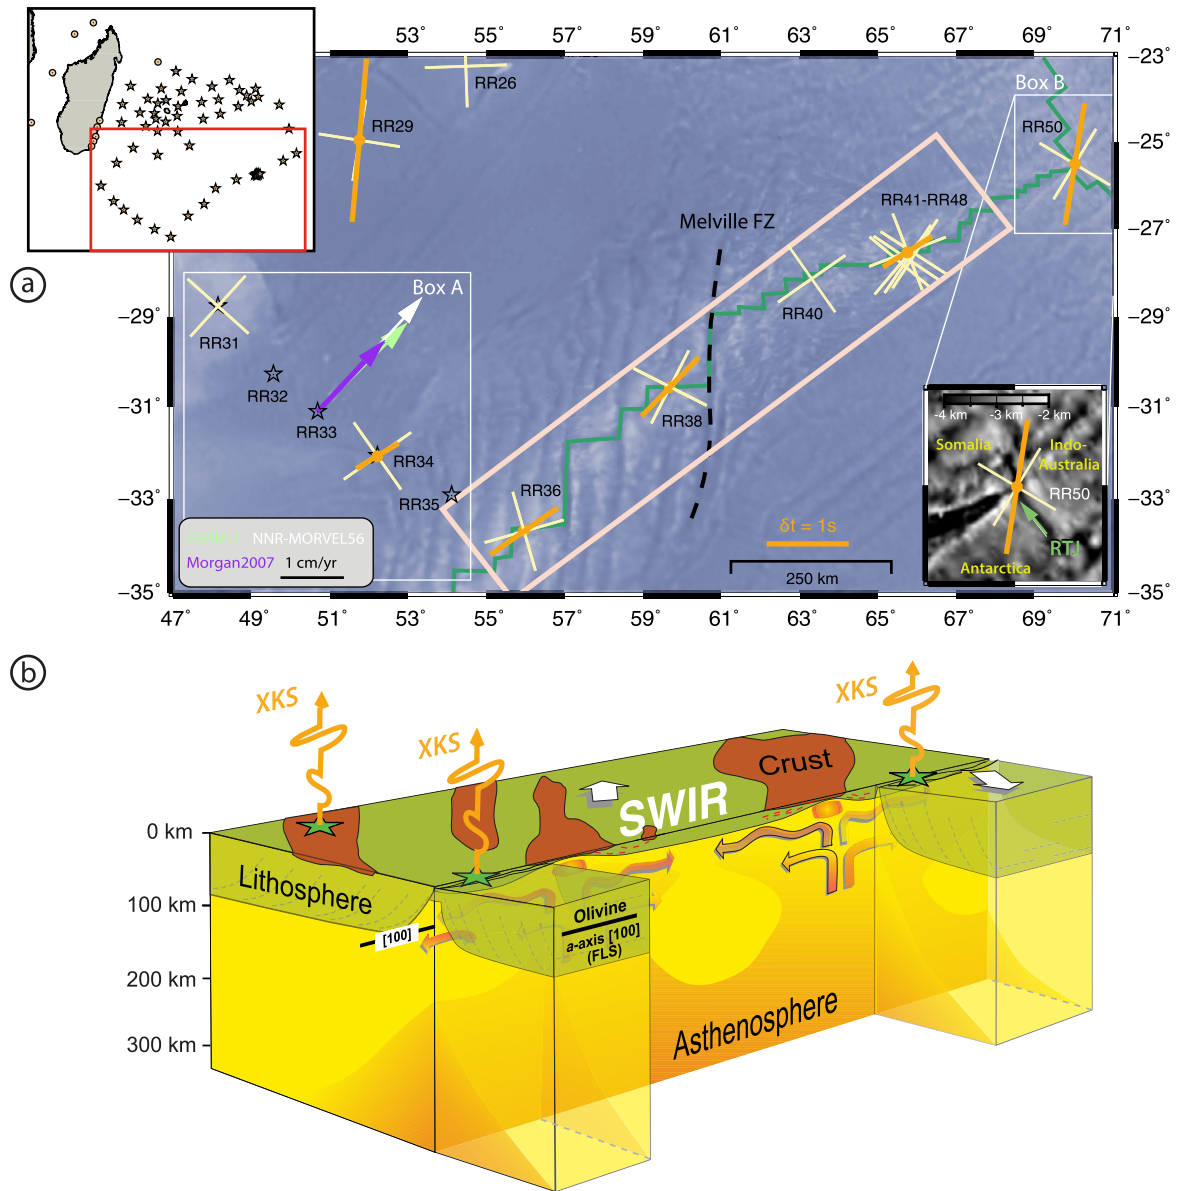 53° 55° 57° 59° 61° 63° 65° 67° 69° 71°
−23°
Box B
RR26
RR29
RR50
−25°
RR41-RR48
Melville FZ
−27°
a
Box A
−29°
RR31
RR40
−29°
RR32
−31°
RR33
RR38
−31°
-4 km -3 km -2 km
Somalia
Indo-
Australia
RR34
RR36
RR35
RR50
−33°
−33°
NNR-MORVEL56
δt = 1s
RTJ
Morgan2007
1 cm/yr
250 km
Antarctica
−35°
−35°
47 49° 51° 53° 55° 57° 59° 61° 63° 65° 67° 69° 71
b
XKS
XKS
XKS
Crust
SWIR
0 km
Lithosphere
100 km
Olivine
[100]
a-axis [100]
(FLS)
200 km
Asthenosphere
300 km